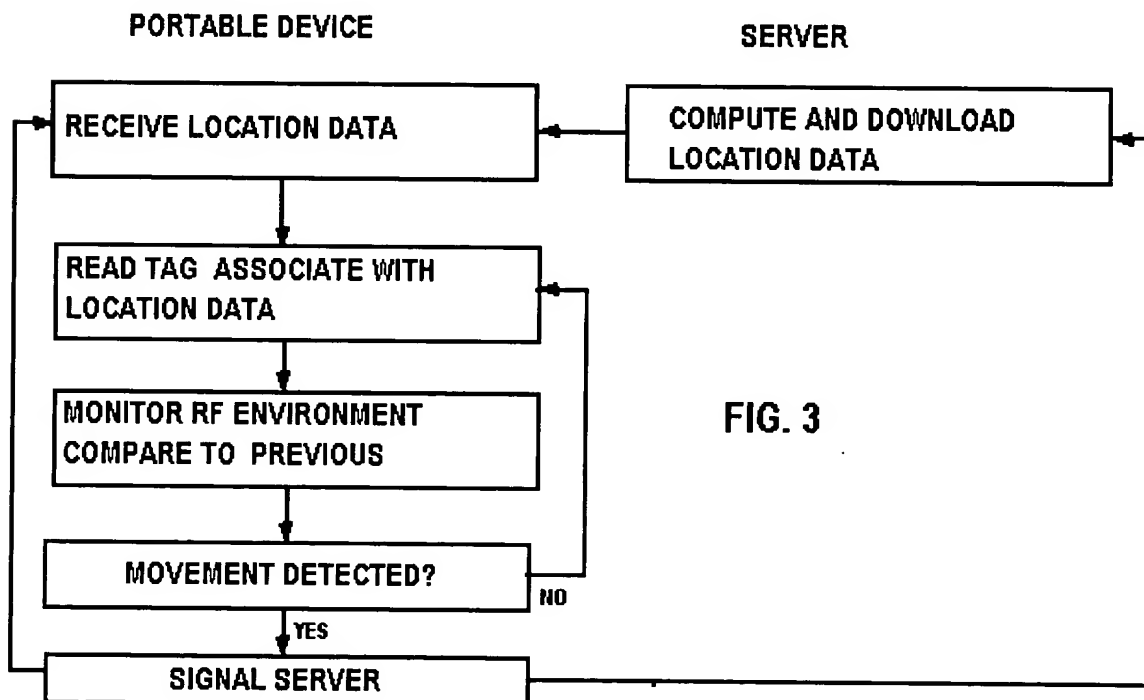 PORTABLE DEVICE
SERVER
RECEIVE LOCATION DATA
COMPUTE AND DOWNLOAD
LOCATION DATA
READ TAG ASSOCIATE WITH
LOCATION DATA
MONITOR RF ENVIRONMENT
COMPARE TO PREVIOUS
FIG. 3
MOVEMENT DETECTED?
NO
YES
SIGNAL SERVER